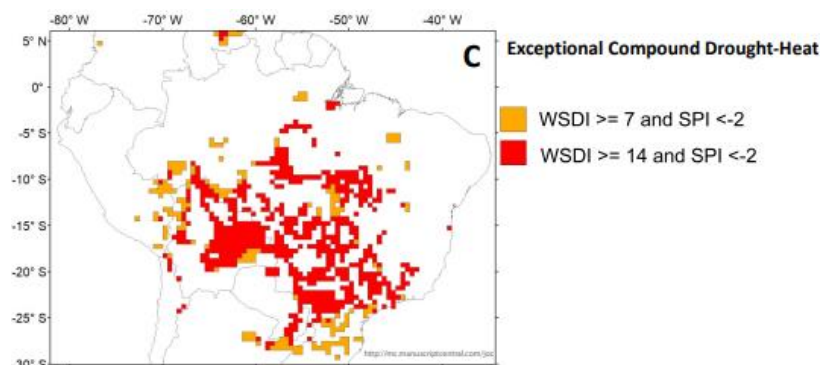 -80° W -70° W -60° W -50° W -40° W
5° N
0°
-5° S
-10° S
-15° S
-20° S
-25° S
-30° S
C
Exceptional Compound Drought-Heat
WSDI >= 7 and SPI <-2
WSDI >= 14 and SPI <-2
http://mc.manuscriptcentral.com/joc